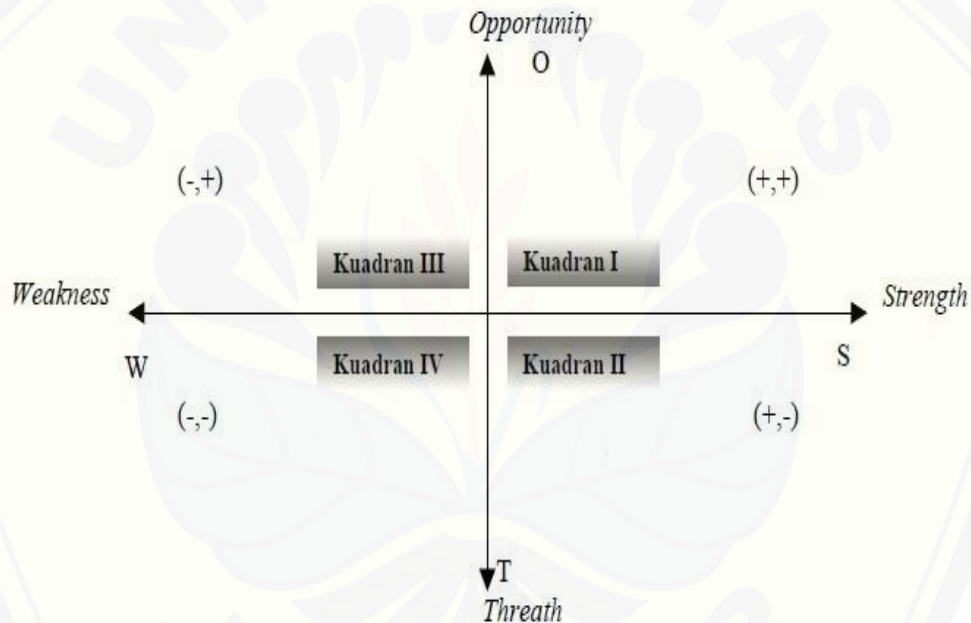 Opportunity
O
(-,+)
(+,+)
Kuadran III
Kuadran I
Weakness
Strength
W
Kuadran IV
Kuadran II
S
(-,-)
(+,-)
T
Threath